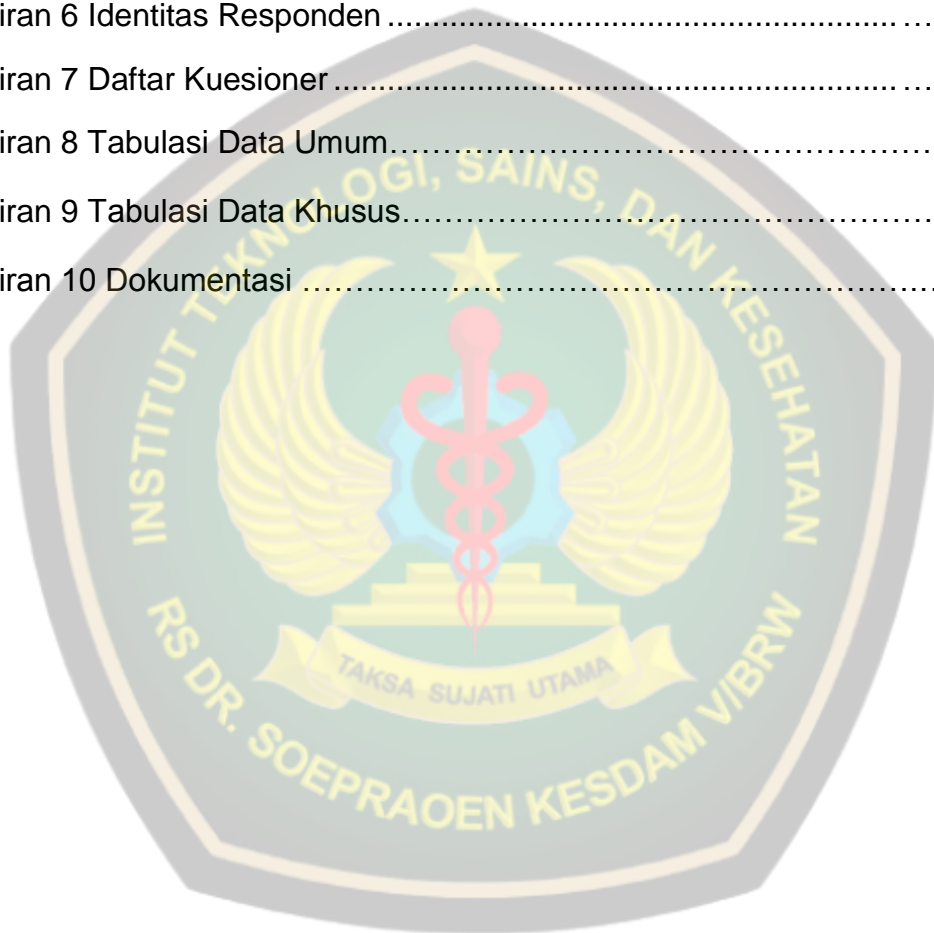 iran 6 Identitas Responden ............................................................ …
iran 7 Daftar Kuesioner .................................................................. …
iran 8 Tabulasi Data Umum……………………………………………
iran 9 Tabulasi Data Khusus……………………………………………
iran 10 Dokumentasi ……………………………………………………
INSTITUT TEKNOLOGI, SAINS, DAN KESEHATAN
TAKSA SUJATI UTAMA
RS DR. SOEPRAOEN KESDAM V/BRW